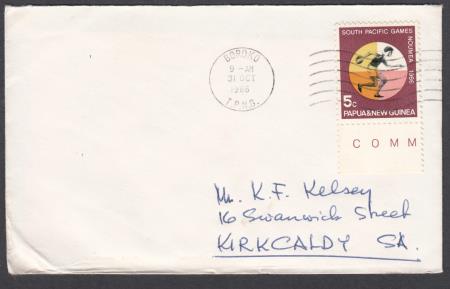 BOROKO
9 - AM
31 OCT
1966
T.P.N.G.
SOUTH PACIFIC GAMES
NOUMEA 1966
5c
PAPUA & NEW GUINEA
COMM
Mr. K. F. Kelsey
16 Swanwick Street
KIRKCALDY SA.